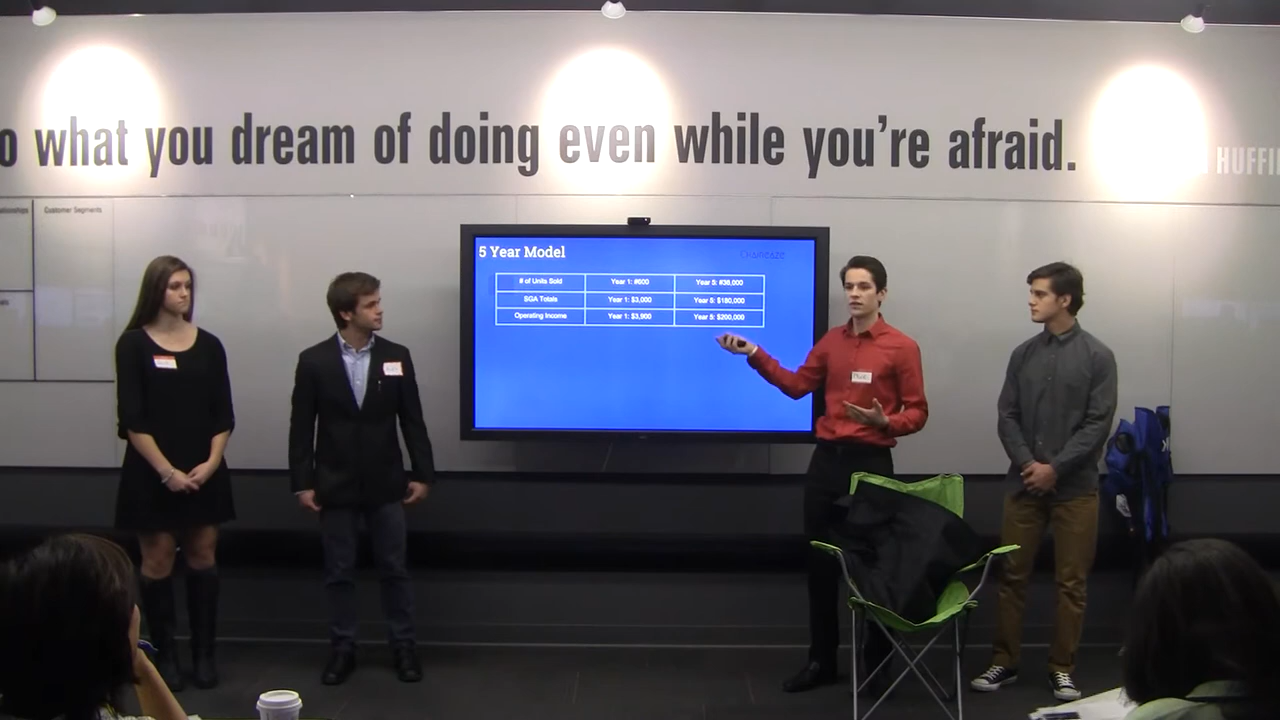 o what you dream of doing even while you're afraid.
HUFFI
Customer Segments
5 Year Model
# of Units Sold Year 1: #600 Year 5: #38,000
SGA Totals Year 1: $3,000 Year 5: $180,000
Operating Income Year 1: $3,900 Year 5: $200,000